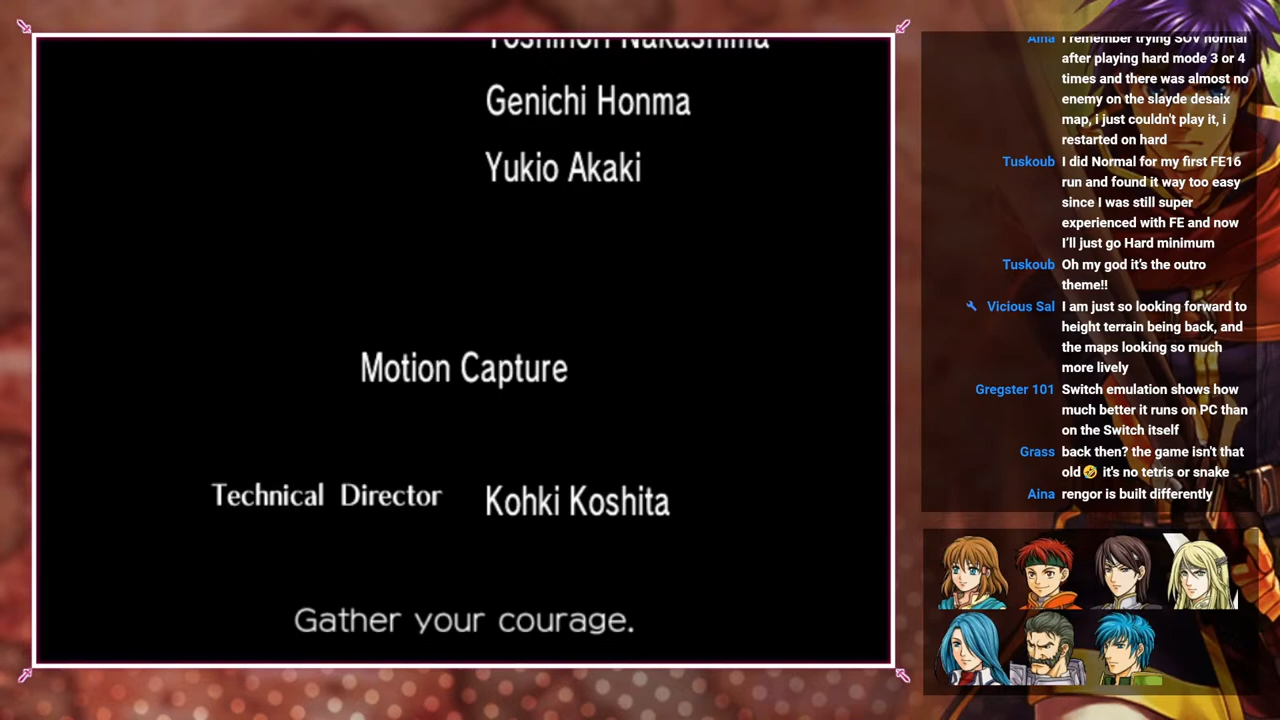 Yoshinori Nakashima
Genichi Honma
Yukio Akaki
Motion Capture
Technical Director Kohki Koshita
Gather your courage.
Aina I remember trying SOV normal
after playing hard mode 3 or 4
times and there was almost no
enemy on the slayde desaix
map, i just couldn't play it, i
restarted on hard
Tuskoub I did Normal for my first FE16
run and found it way too easy
since I was still super
experienced with FE and now
I’ll just go Hard minimum
Tuskoub Oh my god it’s the outro
theme!!
Vicious Sal I am just so looking forward to
height terrain being back, and
the maps looking so much
more lively
Gregster 101 Switch emulation shows how
much better it runs on PC than
on the Switch itself
Grass back then? the game isn't that
old🤣 it's no tetris or snake
Aina rengor is built differently